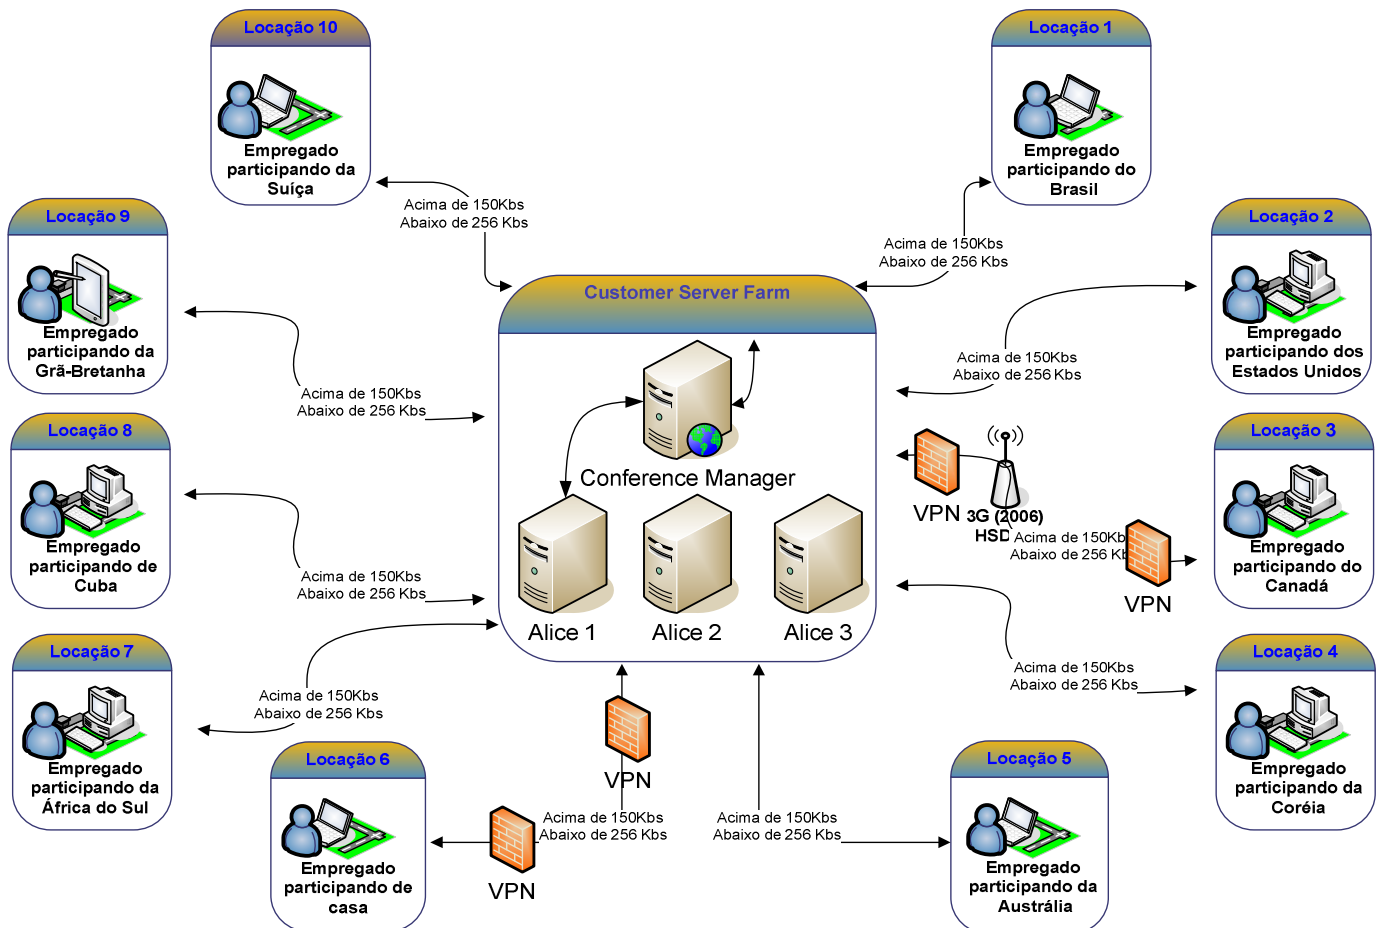 Locação 10
Empregado
participando da
Suíça
Locação 1
Empregado
participando do
Brasil
Acima de 150Kbs
Abaixo de 256 Kbs
Acima de 150Kbs
Abaixo de 256 Kbs
Locação 9
Empregado
participando da
Grã-Bretanha
Locação 2
Empregado
participando dos
Estados Unidos
Customer Server Farm
Conference Manager
Alice 1
Alice 2
Alice 3
Acima de 150Kbs
Abaixo de 256 Kbs
Acima de 150Kbs
Abaixo de 256 Kbs
Locação 8
Empregado
participando de
Cuba
Locação 3
Empregado
participando do
Canadá
VPN
3G (2006)
HSD
Acima de 150Kb
Abaixo de 256 K
VPN
Acima de 150Kbs
Abaixo de 256 Kbs
Locação 7
Empregado
participando da
África do Sul
Acima de 150Kbs
Abaixo de 256 Kbs
Acima de 150Kbs
Abaixo de 256 Kbs
Locação 4
Empregado
participando da
Coréia
Locação 6
Empregado
participando de
casa
VPN
VPN
Acima de 150Kbs
Abaixo de 256 Kbs
Acima de 150Kbs
Abaixo de 256 Kbs
Locação 5
Empregado
participando da
Austrália